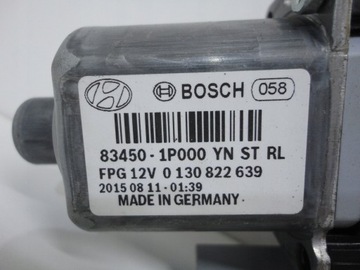 BOSCH 058
83450 - 1P000 YN ST RL
FPG 12V 0 130 822 639
2015 08 11 - 01:39
MADE IN GERMANY